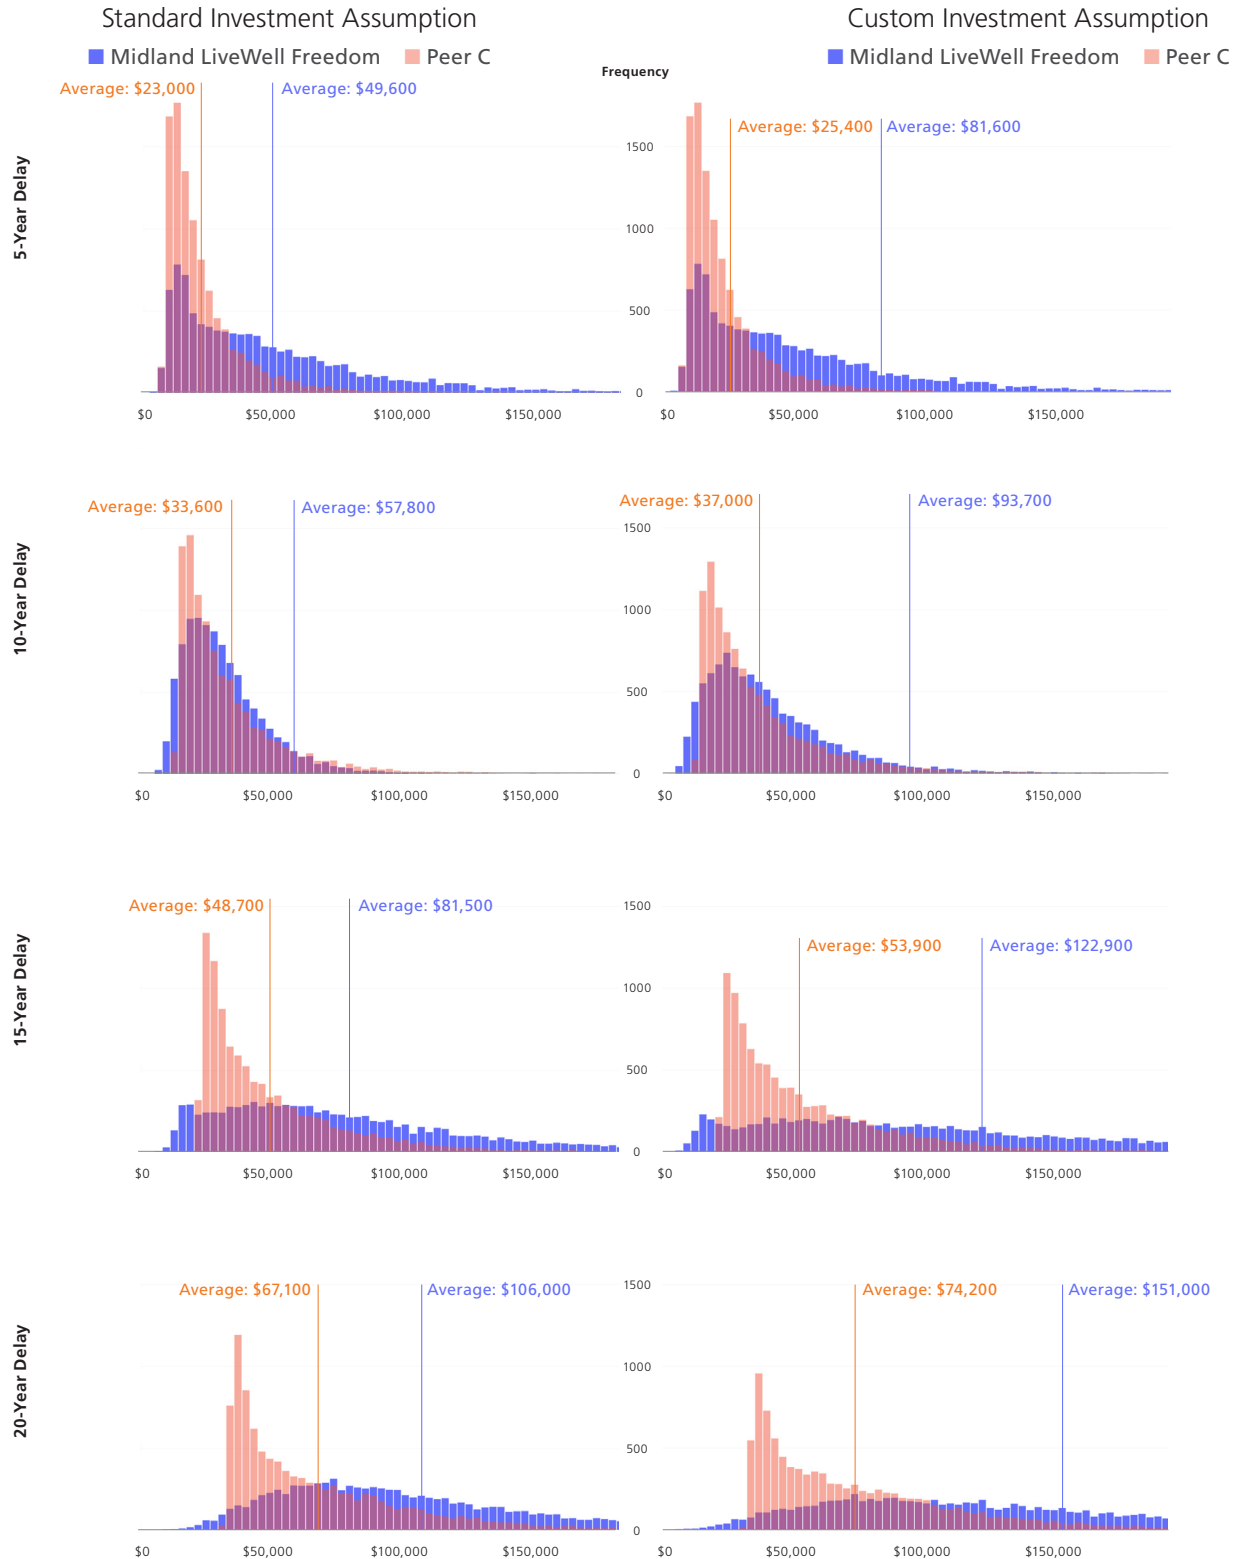 Standard Investment Assumption
Custom Investment Assumption
Midland LiveWell Freedom Peer C
Midland LiveWell Freedom Peer C
Frequency
5-Year Delay
Average: $23,000 Average: $49,600
$0 $50,000 $100,000 $150,000
Average: $25,400 Average: $81,600
1500
1000
500
0
$0 $50,000 $100,000 $150,000
10-Year Delay
Average: $33,600 Average: $57,800
$0 $50,000 $100,000 $150,000
Average: $37,000 Average: $93,700
1500
1000
500
0
$0 $50,000 $100,000 $150,000
15-Year Delay
Average: $48,700 Average: $81,500
$0 $50,000 $100,000 $150,000
1500
Average: $53,900 Average: $122,900
1000
500
0
$0 $50,000 $100,000 $150,000
20-Year Delay
Average: $67,100 Average: $106,000
$0 $50,000 $100,000 $150,000
1500
Average: $74,200 Average: $151,000
1000
500
0
$0 $50,000 $100,000 $150,000